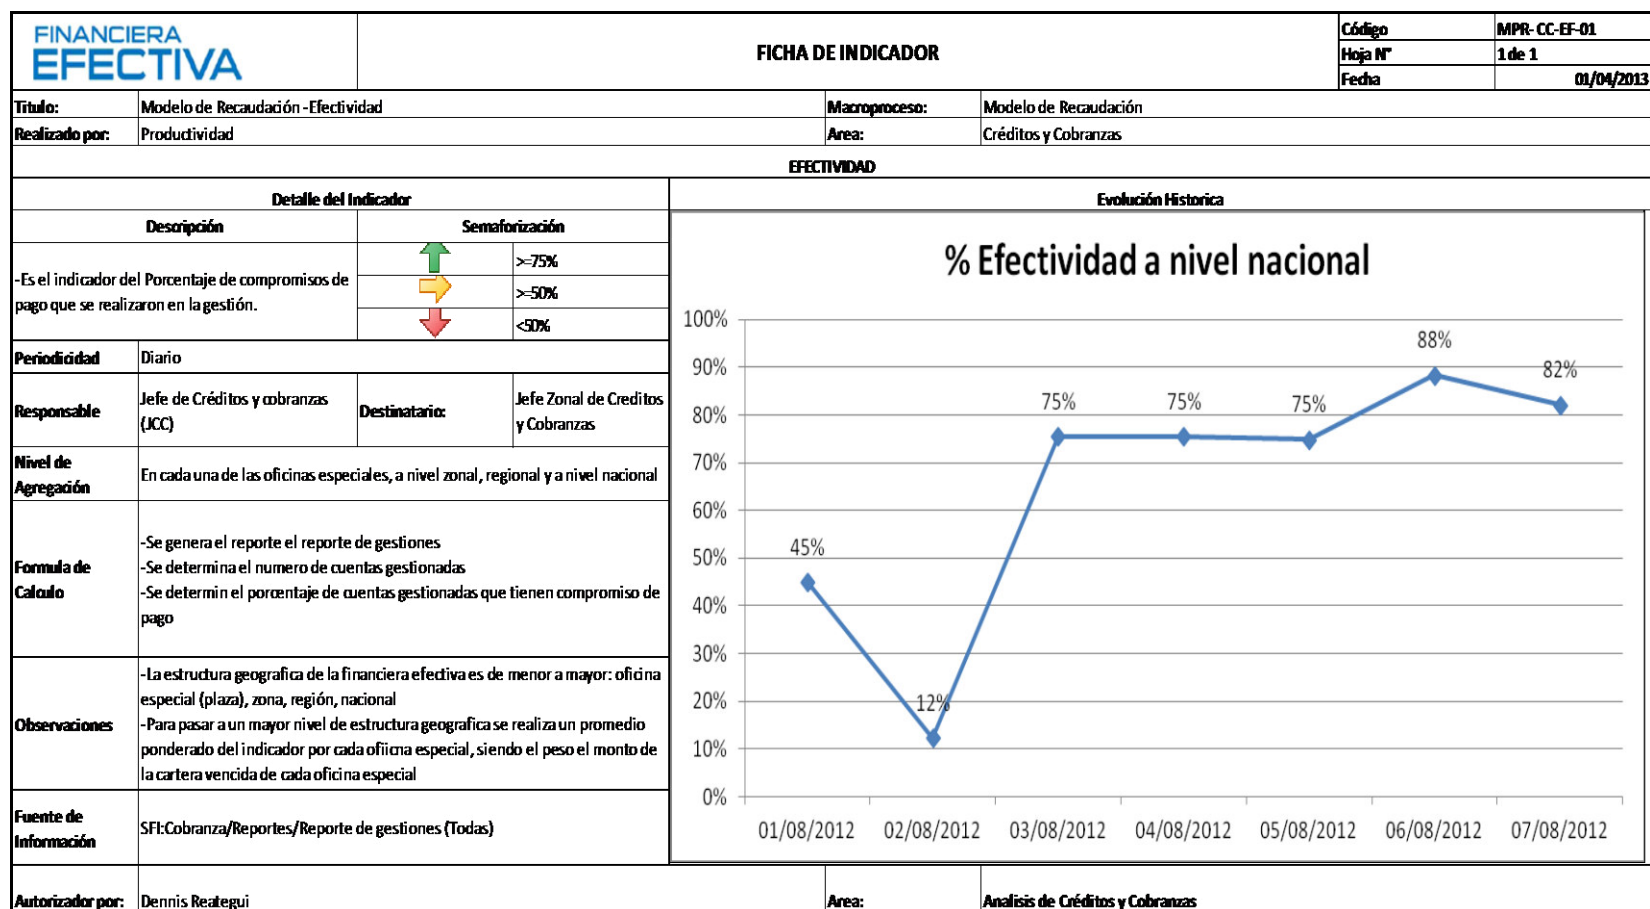 FINANCIERA
EFECTIVA
FICHA DE INDICADOR
Código MPR- CC-EF-01
Hoja N° 1 de 1
Fecha 01/04/2013
Titulo: Modelo de Recaudación -Efectividad Macroproceso: Modelo de Recaudación
Realizado por: Productividad Area: Créditos y Cobranzas
EFECTIVIDAD
Detalle del Indicador
Descripción Semaforización
-Es el indicador del Porcentaje de compromisos de
pago que se realizaron en la gestión.
>=75%
>=50%
<50%
Periodicidad Diario
Responsable
Jefe de Créditos y cobranzas
(JCC)
Destinatario:
Jefe Zonal de Creditos
y Cobranzas
Nivel de
Agregación
En cada una de las oficinas especiales, a nivel zonal, regional y a nivel nacional
Formula de
Calculo
-Se genera el reporte el reporte de gestiones
-Se determina el numero de cuentas gestionadas
-Se determin el porcentaje de cuentas gestionadas que tienen compromiso de
pago
Observaciones
-La estructura geografica de la financiera efectiva es de menor a mayor: oficina
especial (plaza), zona, región, nacional
-Para pasar a un mayor nivel de estructura geografica se realiza un promedio
ponderado del indicador por cada ofiicna especial, siendo el peso el monto de
la cartera vencida de cada oficina especial
Fuente de
Información
SFI:Cobranza/Reportes/Reporte de gestiones (Todas)
Evolución Historica
% Efectividad a nivel nacional
100%
90%
80%
70%
60%
50%
40%
30%
20%
10%
0%
45%
12%
75%
75%
75%
88%
82%
01/08/2012 02/08/2012 03/08/2012 04/08/2012 05/08/2012 06/08/2012 07/08/2012
Autorizador por: Dennis Reategui Area: Analisis de Créditos y Cobranzas